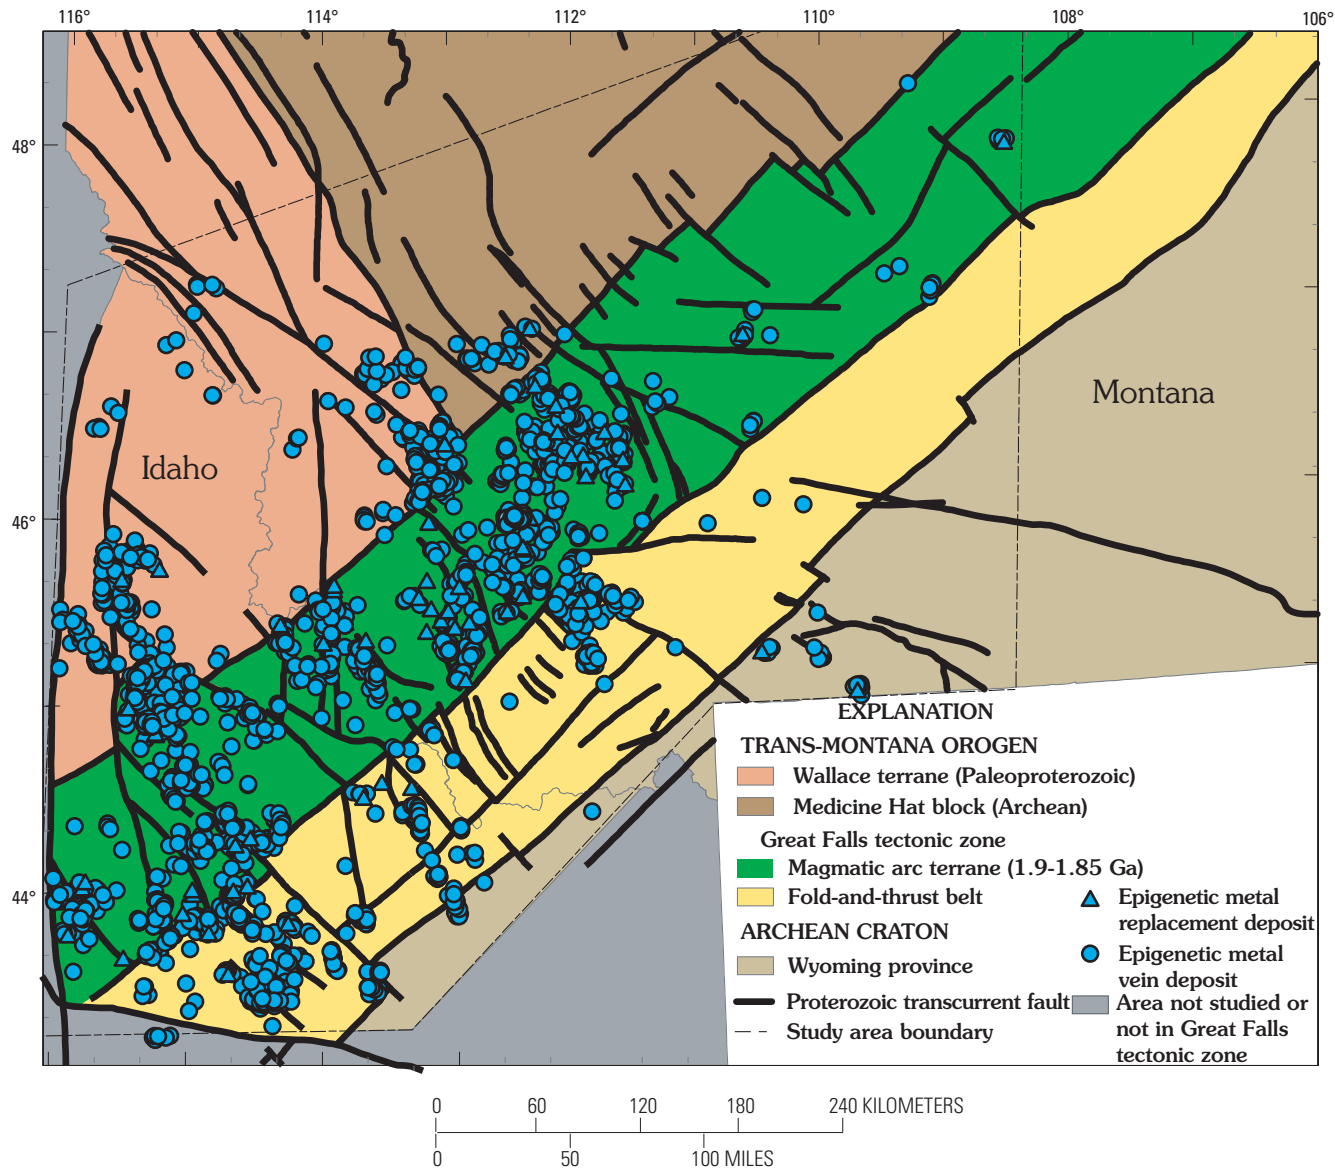 116°
114°
112°
110°
108°
106°
48°
46°
44°
Montana
Idaho
EXPLANATION
TRANS-MONTANA OROGEN
Wallace terrane (Paleoproterozoic)
Medicine Hat block (Archean)
Great Falls tectonic zone
Magmatic arc terrane (1.9-1.85 Ga)
Fold-and-thrust belt
ARCHEAN CRATON
Wyoming province
Proterozoic transcurrent fault
Study area boundary
Epigenetic metal
replacement deposit
Epigenetic metal
vein deposit
Area not studied or
not in Great Falls
tectonic zone
0 60 120 180 240 KILOMETERS
0 50 100 MILES